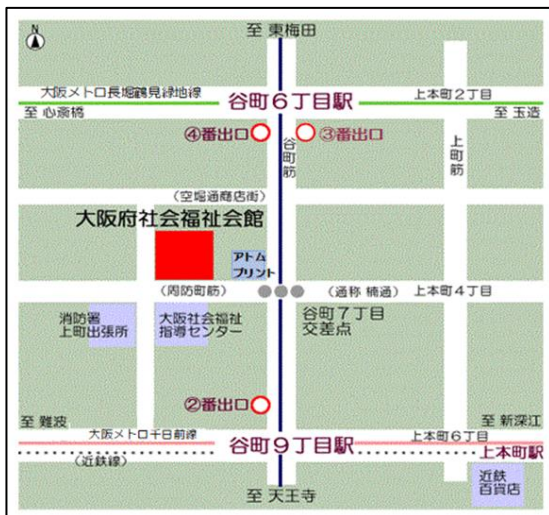 N
至 東梅田
大阪メトロ長堀鶴見緑地線
谷町6丁目駅
上本町2丁目
至 心斎橋
至 玉造
④番出口
③番出口
谷町筋
上町筋
(空堀通商店街)
大阪府社会福祉会館
アトム
プリント
(周防町筋)
(通称 楠通)
上本町4丁目
消防署
上町出張所
大阪社会福祉
指導センター
谷町7丁目
交差点
②番出口
至 難波
至 新深江
大阪メトロ千日前線
谷町9丁目駅
上本町6丁目
(近鉄線)
上本町駅
至 天王寺
近鉄
百貨店